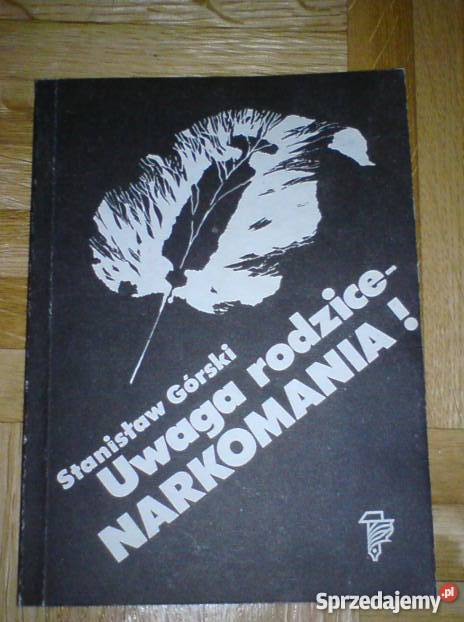 Stanisław Górski
Uwaga rodzice-
NARKOMANIA!
Sprzedajemy.pl